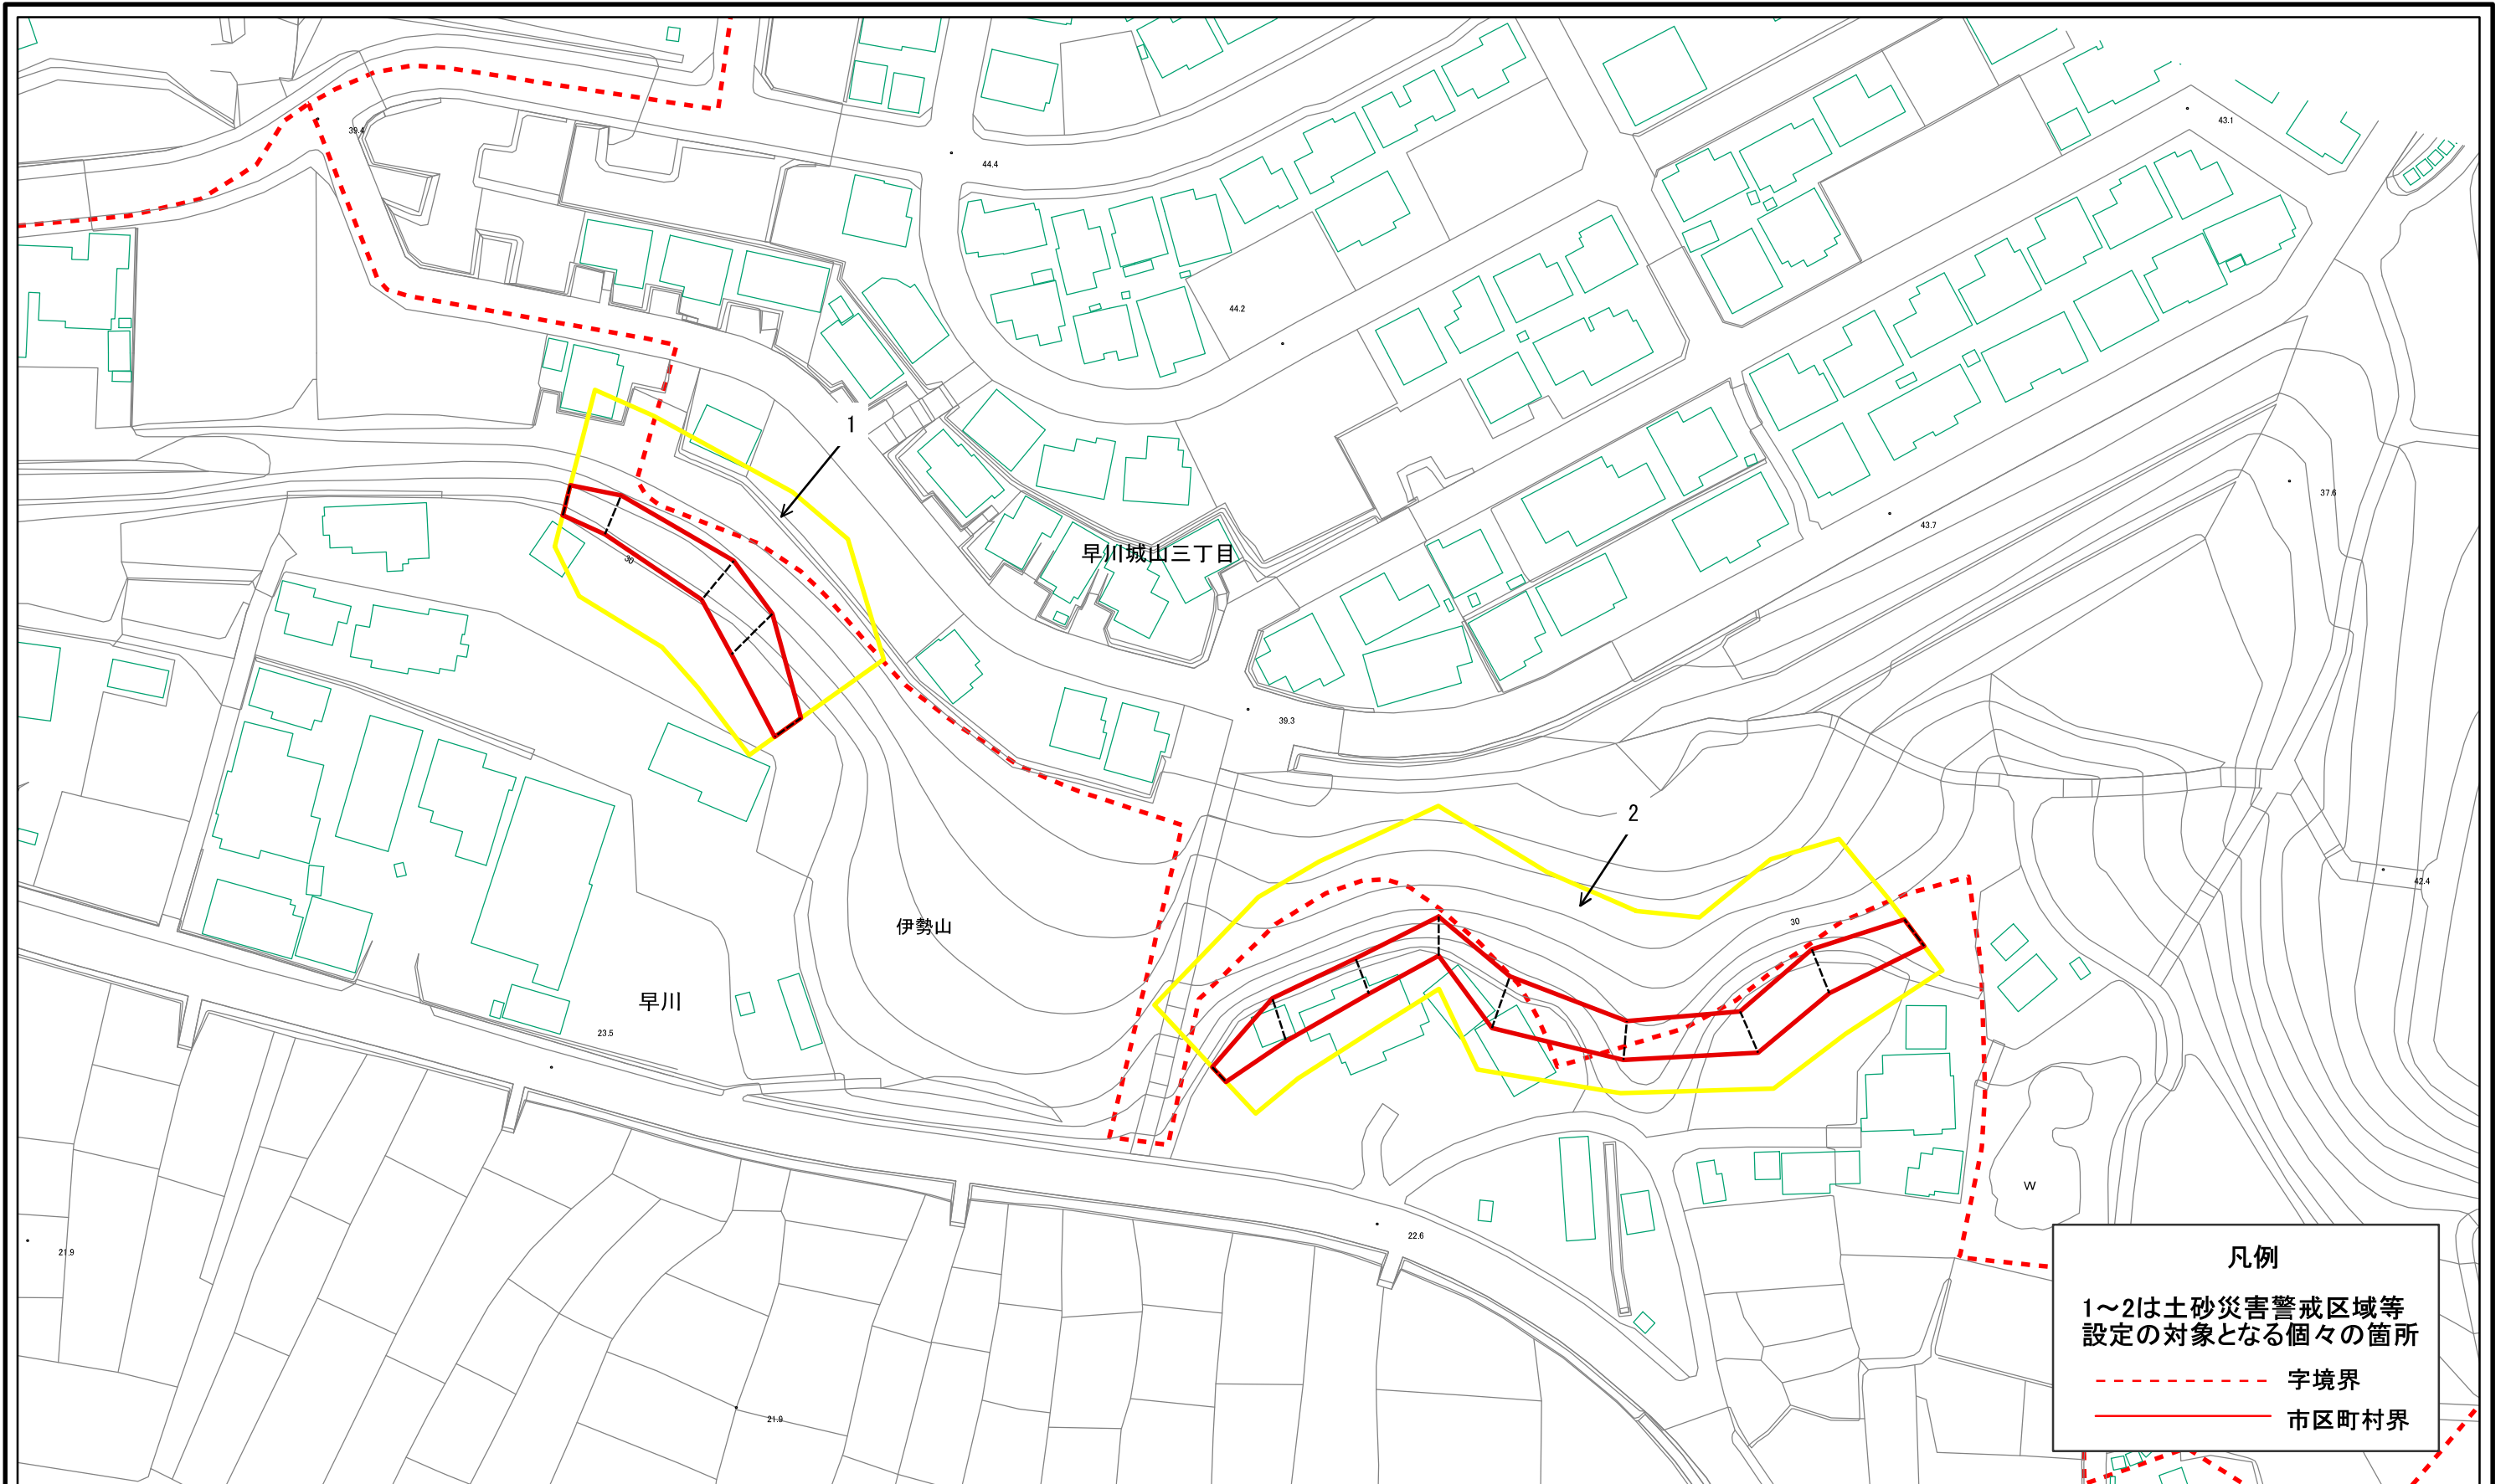 39.4
44.4
43.1
44.2
1
37.6
43.7
早川城山三丁目
30
39.3
2
42.4
伊勢山
30
早川
23.5
W
22.6
21.9
21.9
凡例
1～2は土砂災害警戒区域等
設定の対象となる個々の箇所
字境界
市区町村界